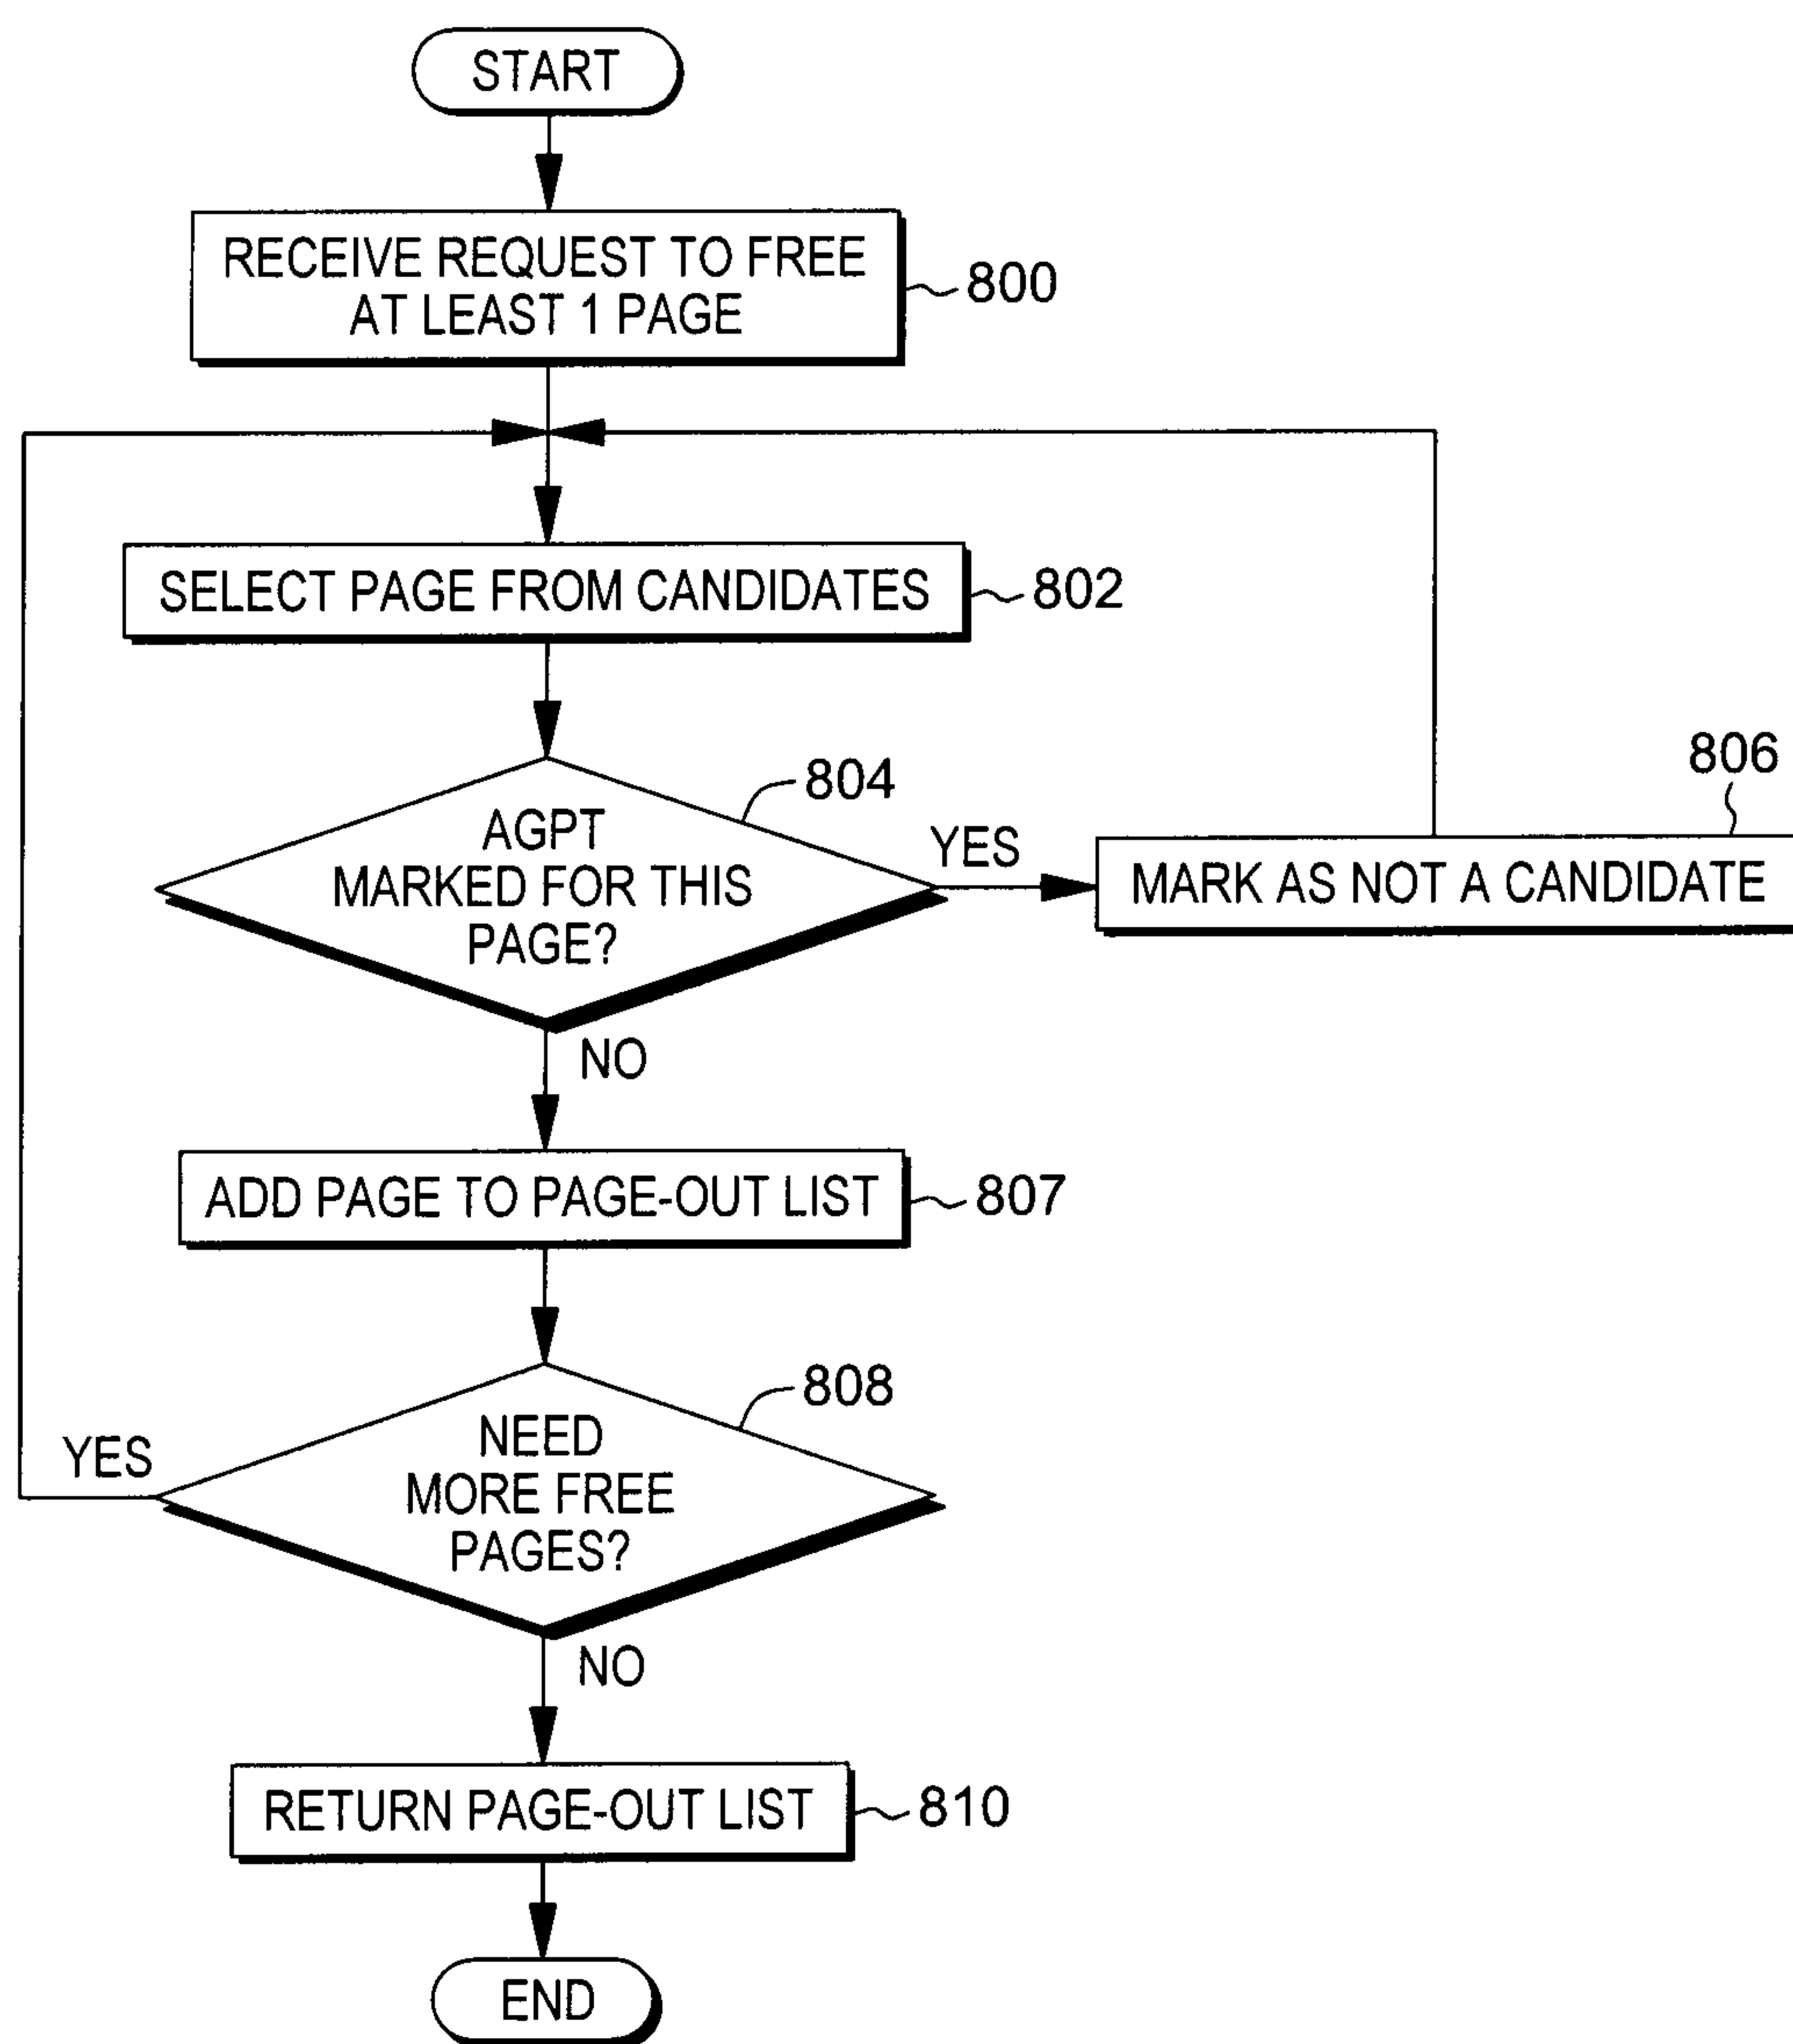 START
RECEIVE REQUEST TO FREE
AT LEAST 1 PAGE
800
SELECT PAGE FROM CANDIDATES
802
804
AGPT
MARKED FOR THIS
PAGE?
YES
806
MARK AS NOT A CANDIDATE
NO
ADD PAGE TO PAGE-OUT LIST
807
808
NEED
MORE FREE
PAGES?
YES
NO
RETURN PAGE-OUT LIST
810
END